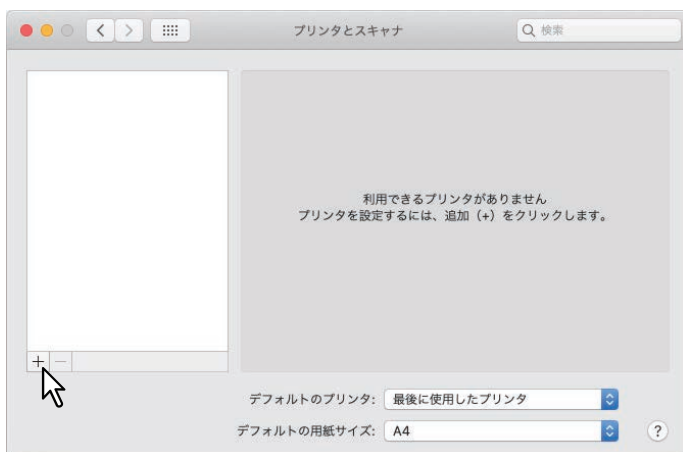 プリンタとスキャナ
検索
利用できるプリンタがありません
プリンタを設定するには、追加（+）をクリックします。
+ −
デフォルトのプリンタ: 最後に使用したプリンタ
デフォルトの用紙サイズ: A4
?